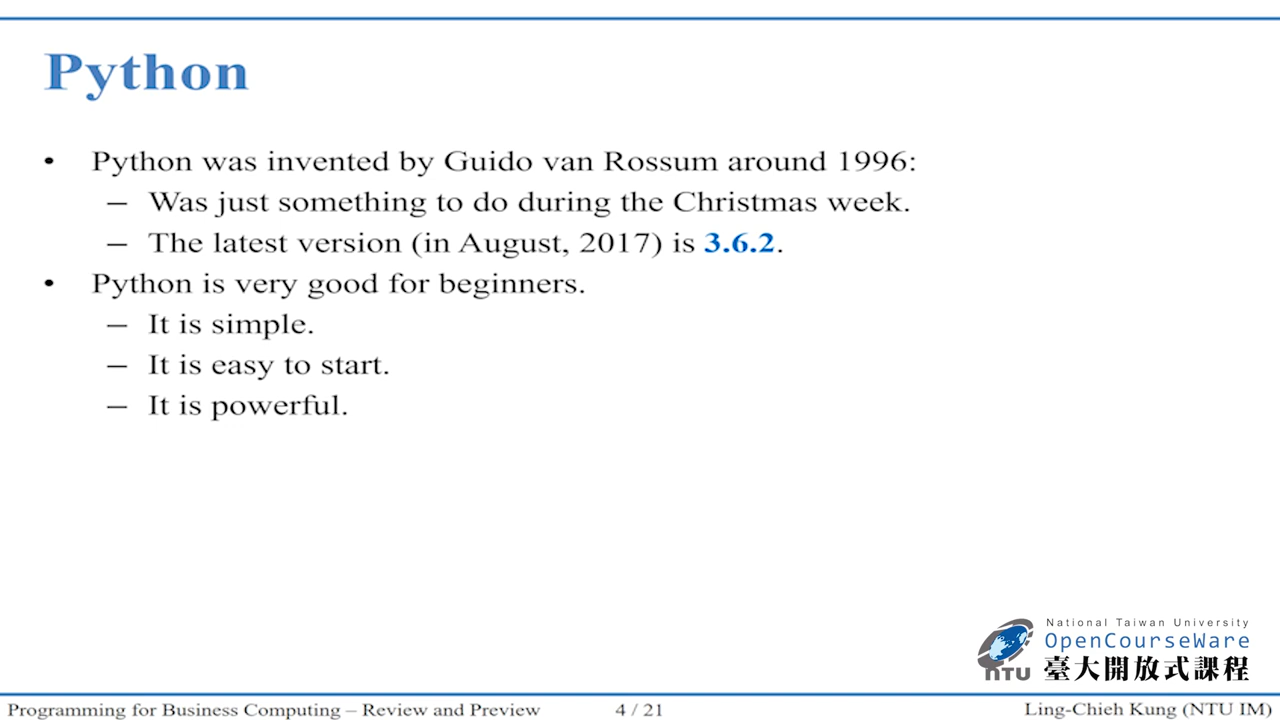 Python
• Python was invented by Guido van Rossum around 1996:
– Was just something to do during the Christmas week.
– The latest version (in August, 2017) is 3.6.2.
• Python is very good for beginners.
– It is simple.
– It is easy to start.
– It is powerful.
National Taiwan University
OpenCourseWare
臺大開放式課程
NTU
Programming for Business Computing – Review and Preview
4 / 21
Ling-Chieh Kung (NTU IM)